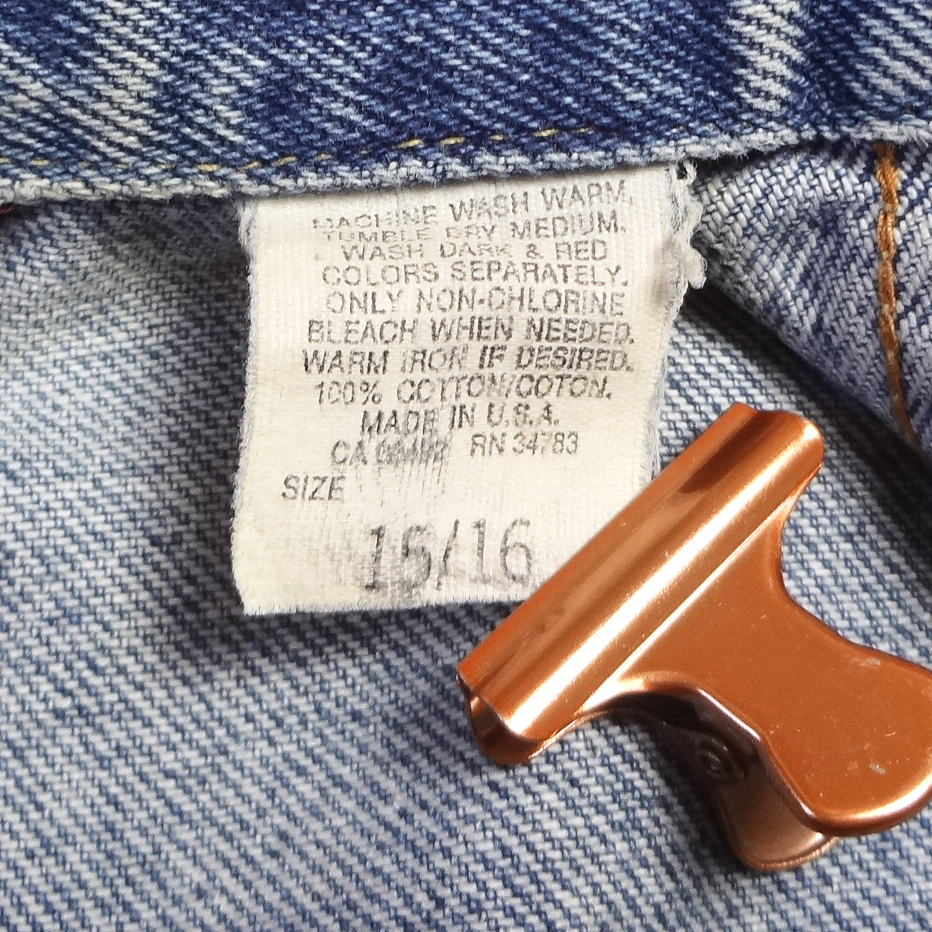 MACHINE WASH WARM,
TUMBLE DRY MEDIUM.
WASH DARK & RED
COLORS SEPARATELY.
ONLY NON-CHLORINE
BLEACH WHEN NEEDED.
WARM IRON IF DESIRED.
100% COTTON/COTON.
MADE IN U.S.A.
CA RN 34783
SIZE
15/16